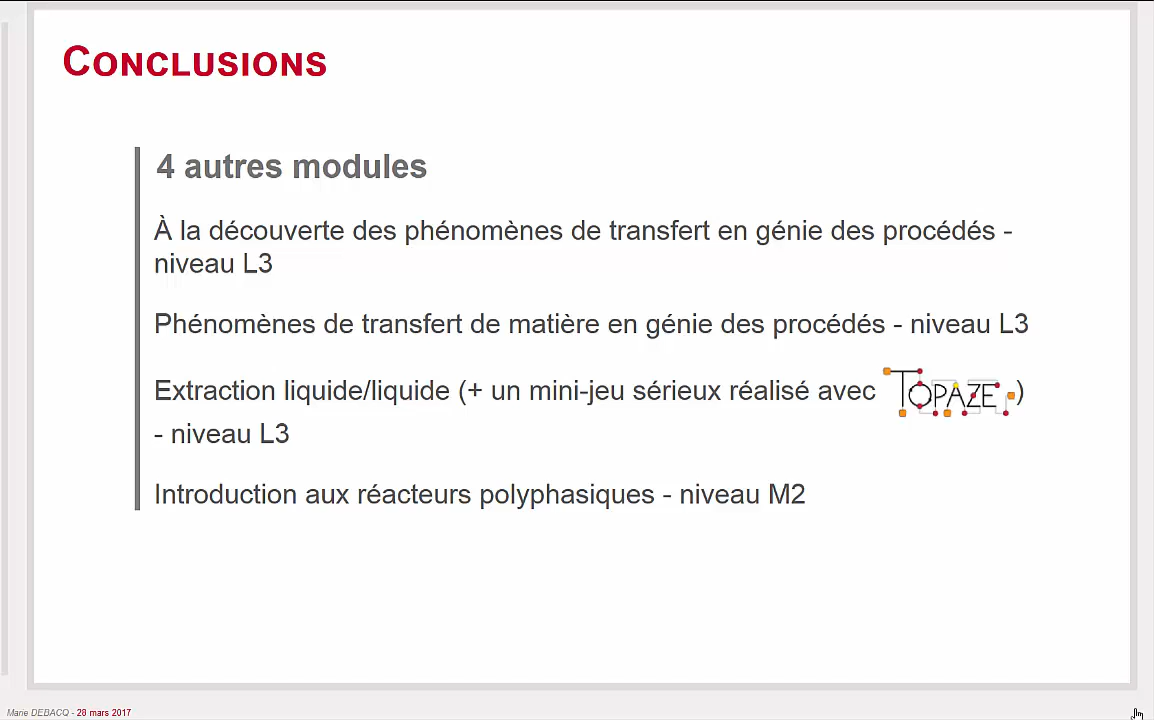 CONCLUSIONS
4 autres modules
À la découverte des phénomènes de transfert en génie des procédés -
niveau L3
Phénomènes de transfert de matière en génie des procédés - niveau L3
Extraction liquide/liquide (+ un mini-jeu sérieux réalisé avec TOPAZE)
- niveau L3
Introduction aux réacteurs polyphasiques - niveau M2
Marie DEBACQ - 28 mars 2017